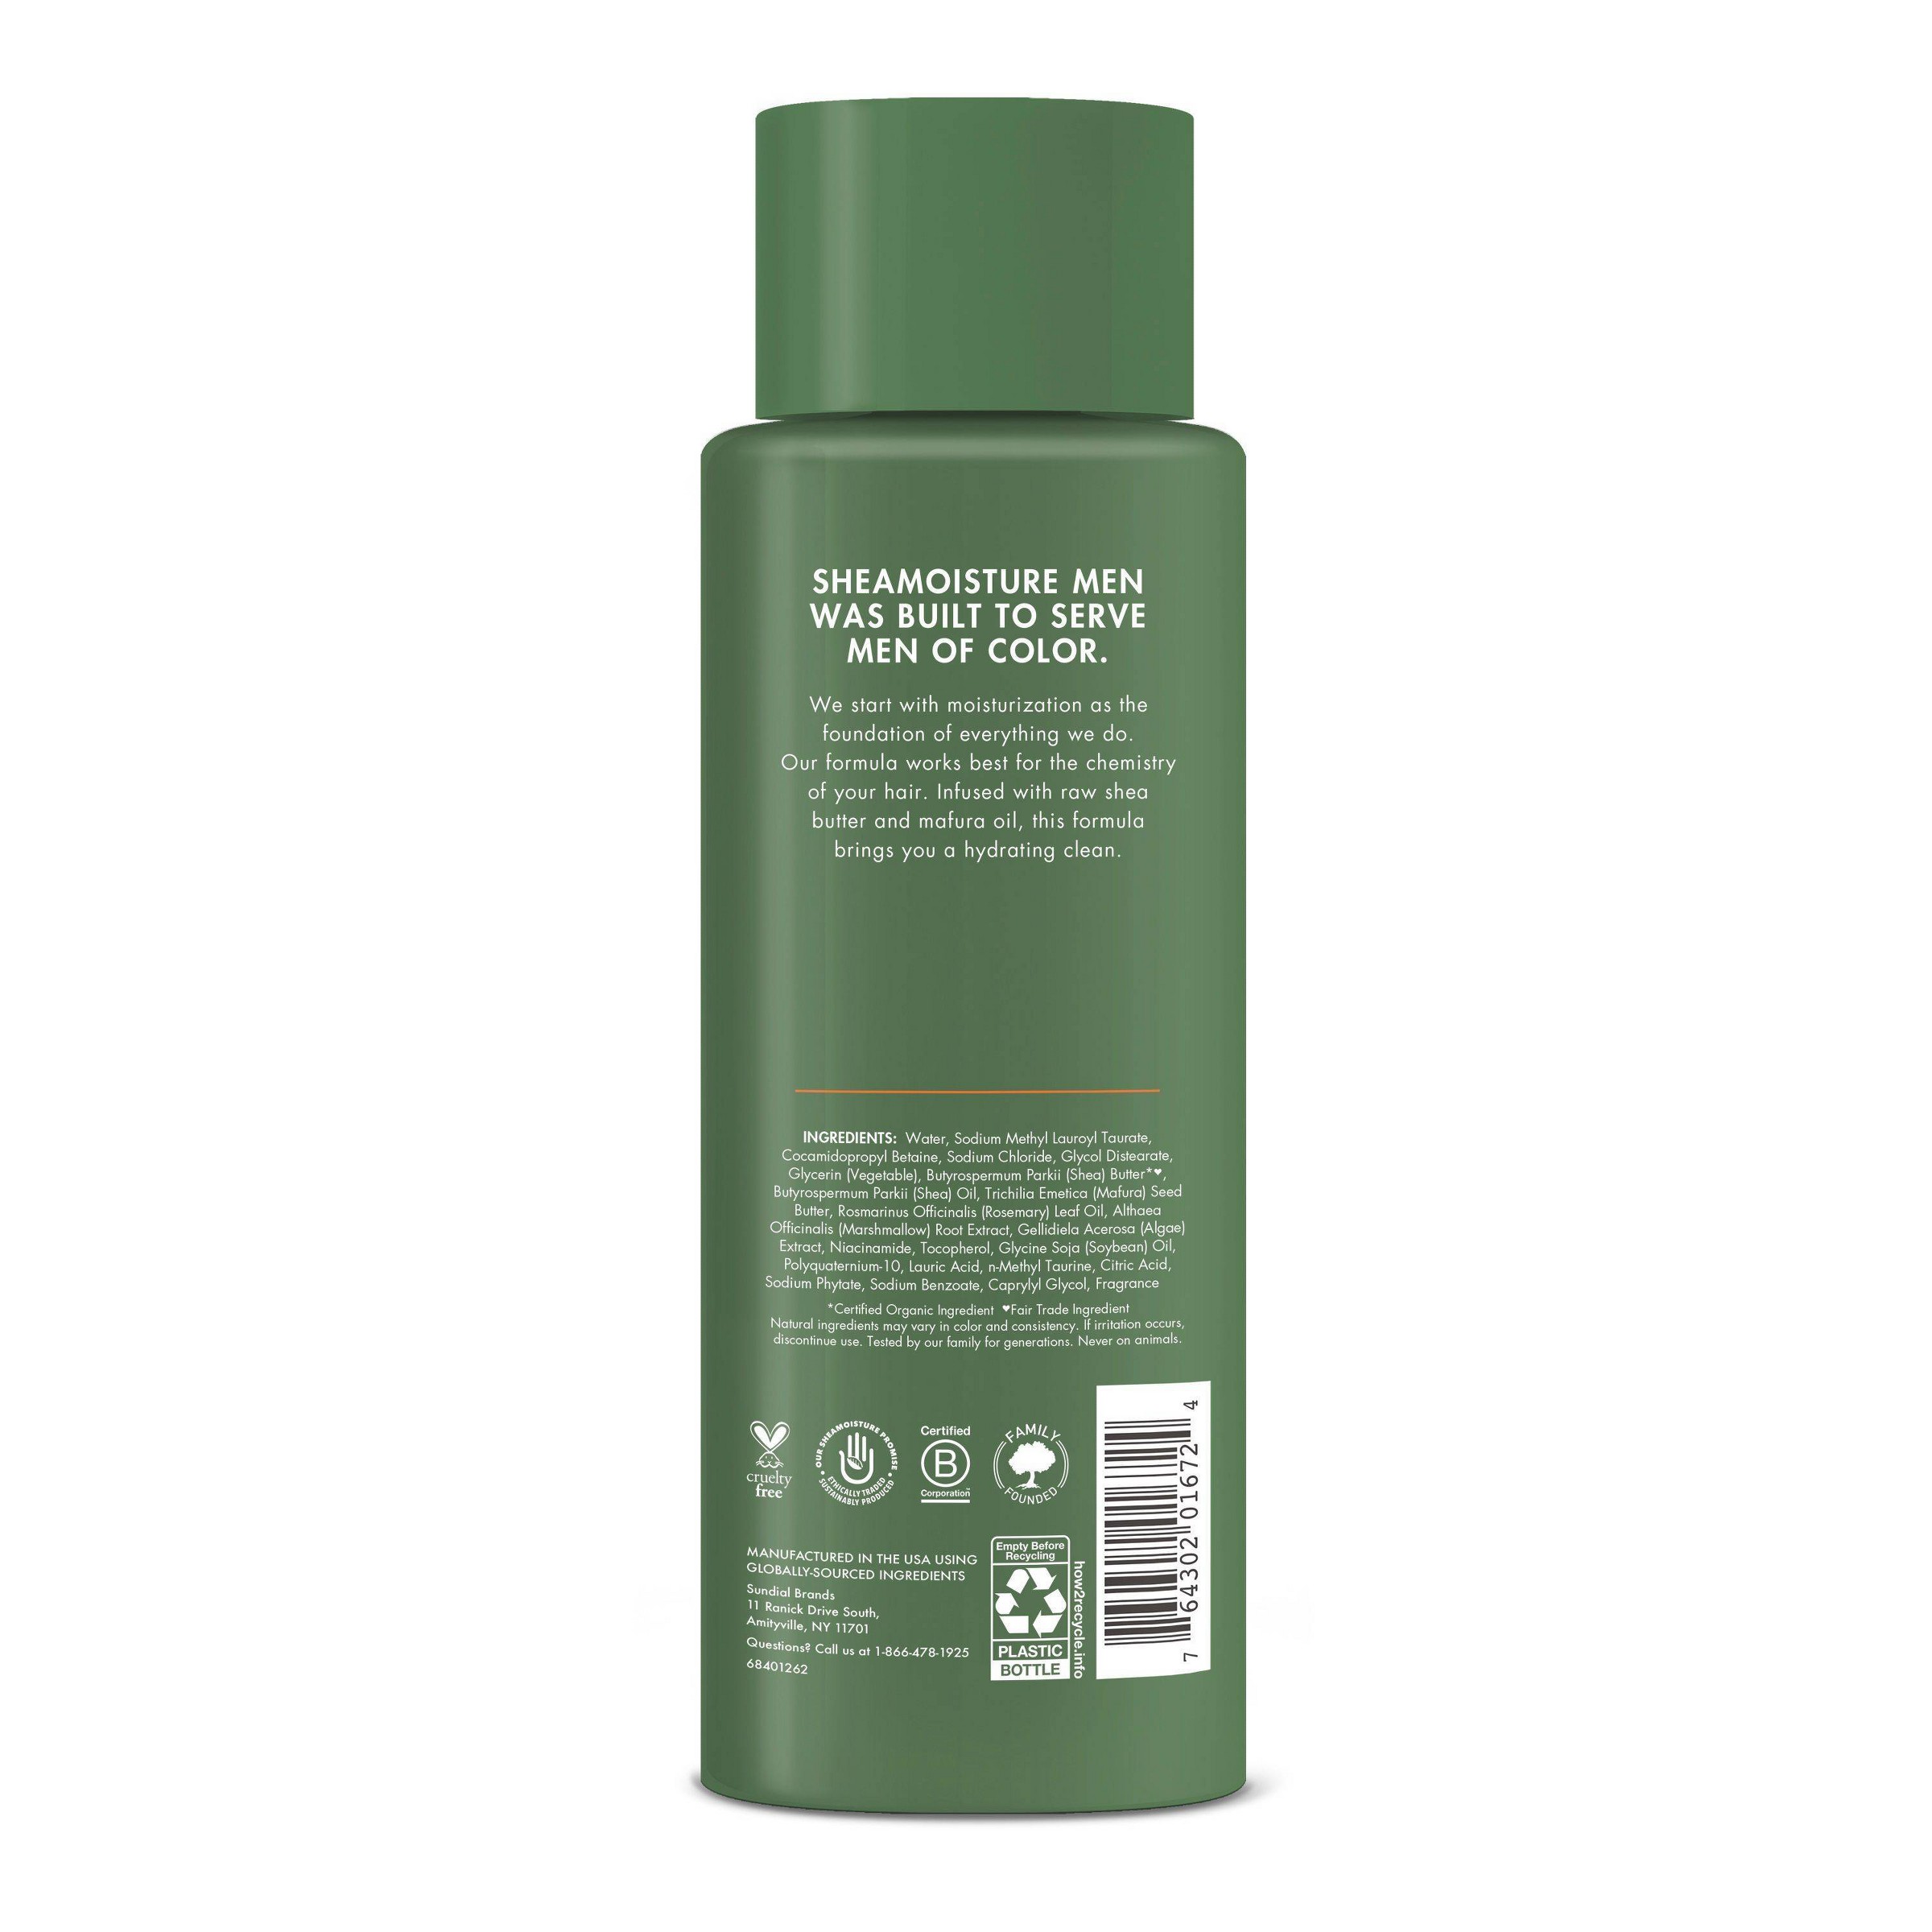 SHEAMOISTURE MEN
WAS BUILT TO SERVE
MEN OF COLOR.
We start with moisturization as the
foundation of everything we do.
Our formula works best for the chemistry
of your hair. Infused with raw shea
butter and mafura oil, this formula
brings you a hydrating clean.
INGREDIENTS: Water, Sodium Methyl Lauroyl Taurate,
Cocamidopropyl Betaine, Sodium Chloride, Glycol Distearate,
Glycerin (Vegetable), Butyrospermum Parkii (Shea) Butter*♥,
Butyrospermum Parkii (Shea) Oil, Trichilia Emetica (Mafura) Seed
Butter, Rosmarinus Officinalis (Rosemary) Leaf Oil, Althaea
Officinalis (Marshmallow) Root Extract, Gellidiela Acerosa (Algae)
Extract, Niacinamide, Tocopherol, Glycine Soja (Soybean) Oil,
Polyquaternium-10, Lauric Acid, n-Methyl Taurine, Citric Acid,
Sodium Phytate, Sodium Benzoate, Caprylyl Glycol, Fragrance
*Certified Organic Ingredient ♥Fair Trade Ingredient
Natural ingredients may vary in color and consistency. If irritation occurs,
discontinue use. Tested by our family for generations. Never on animals.
cruelty
free
OUR SHEAMOISTURE PROMISE
• ETHICALLY TRADED •
SUSTAINABLY PRODUCED
Certified
B
Corporation™
FAMILY
FOUNDED
MANUFACTURED IN THE USA USING
GLOBALLY-SOURCED INGREDIENTS
Sundial Brands
11 Ranick Drive South,
Amityville, NY 11701
Questions? Call us at 1-866-478-1925
68401262
Empty Before
Recycling
PLASTIC
BOTTLE
how2recycle.info
7 64302 01672 4